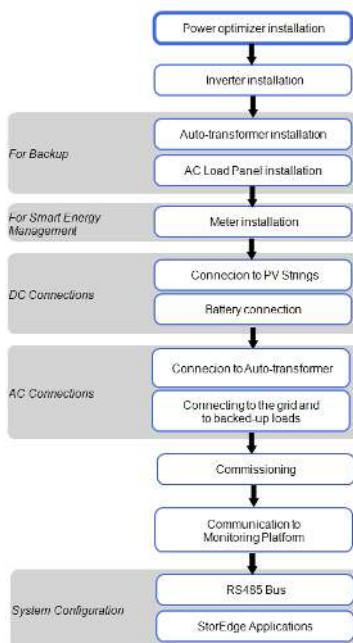 Power optimizer installation
Inverter installation
For Backup
Auto-transformer installation
AC Load Panel installation
For Smart Energy
Management
Meter installation
DC Connections
Connecion to PV Strings
Battery connection
AC Connections
Connecion to Auto-transformer
Connecting to the grid and
to backed-up loads
Commissioning
Communication to
Monitoring Platform
System Configuration
RS485 Bus
StorEdge Applications